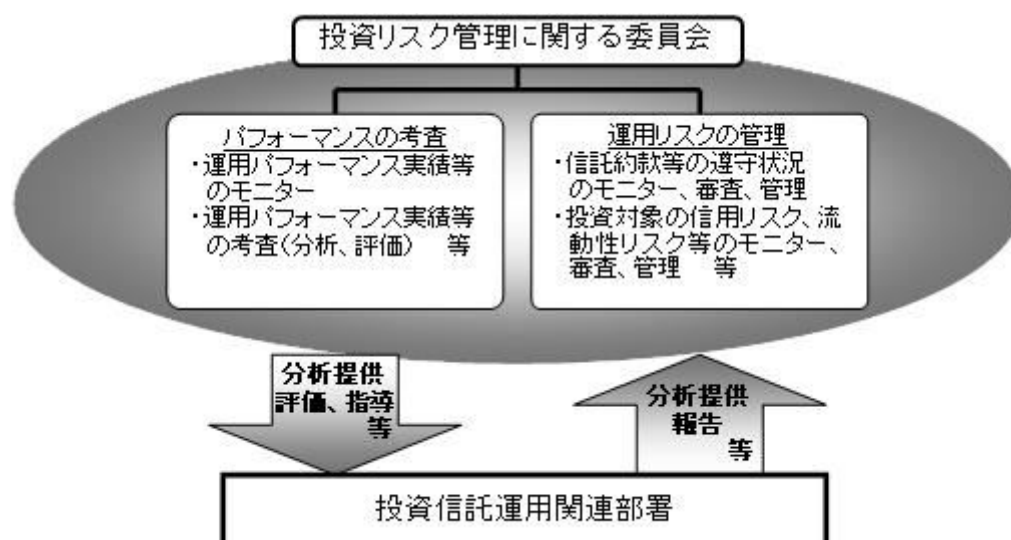 投資リスク管理に関する委員会
パフォーマンスの考査
・運用パフォーマンス実績等
のモニター
・運用パフォーマンス実績等
の考査(分析、評価)　等
運用リスクの管理
・信託約款等の遵守状況
のモニター、審査、管理
・投資対象の信用リスク、流
動性リスク等のモニター、
審査、管理　等
分析提供
評価、指導
等
分析提供
報告
等
投資信託運用関連部署